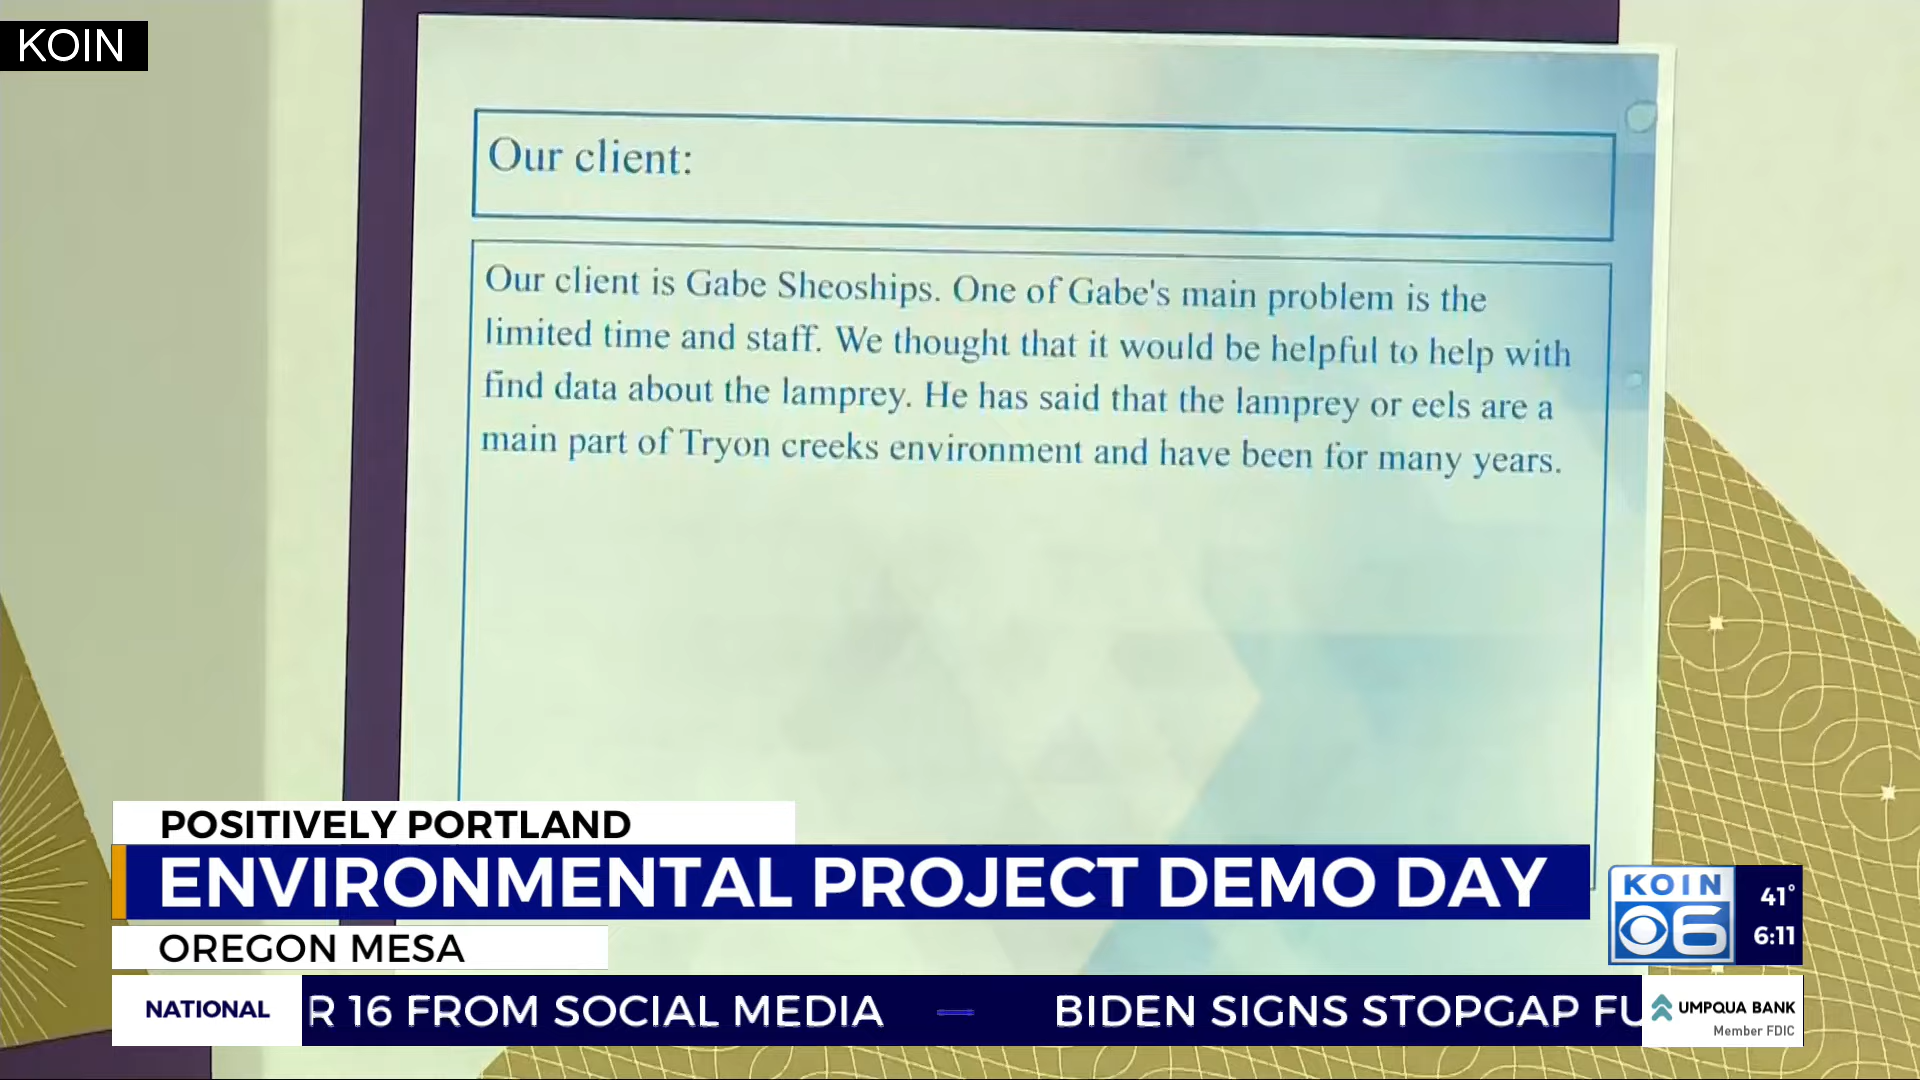 KOIN
Our client:
Our client is Gabe Sheoships. One of Gabe's main problem is the
limited time and staff. We thought that it would be helpful to help with
find data about the lamprey. He has said that the lamprey or eels are a
main part of Tryon creeks environment and have been for many years.
POSITIVELY PORTLAND
ENVIRONMENTAL PROJECT DEMO DAY
OREGON MESA
KOIN
6
41°
6:11
NATIONAL
R 16 FROM SOCIAL MEDIA — BIDEN SIGNS STOPGAP FU
UMPQUA BANK
Member FDIC